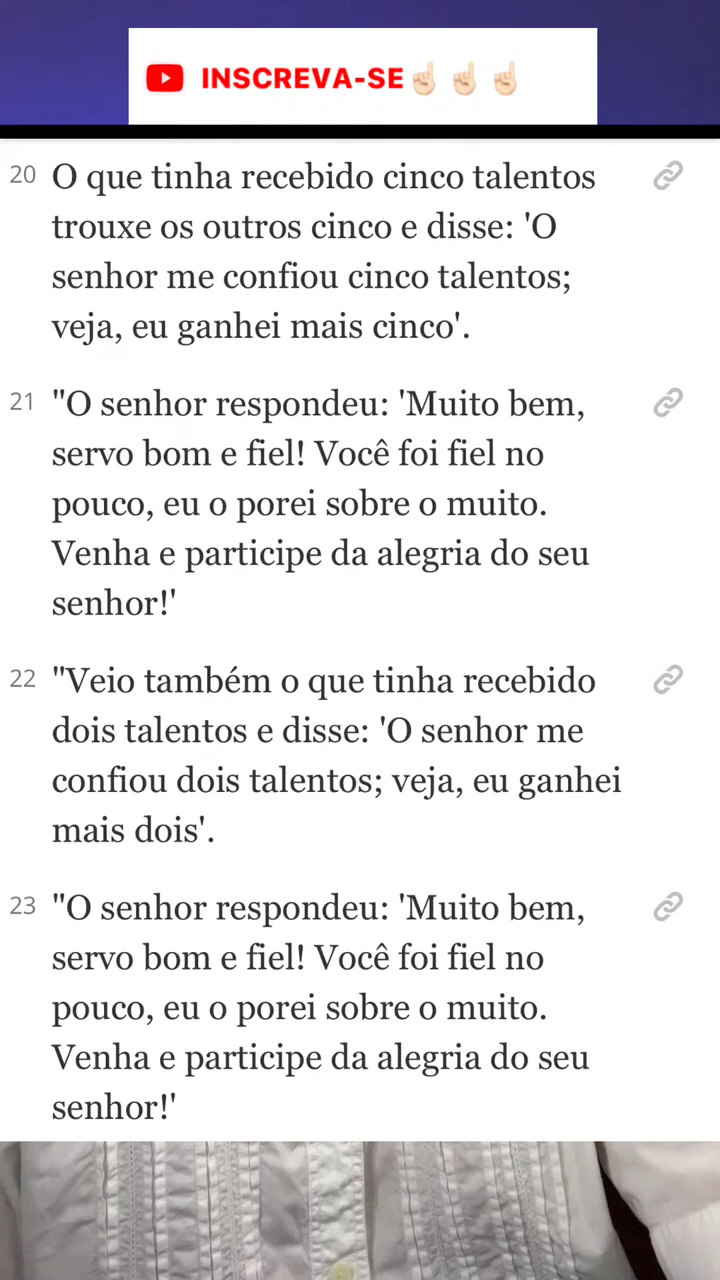 INSCREVA-SE☝🏻☝🏻☝🏻
20 O que tinha recebido cinco talentos
trouxe os outros cinco e disse: 'O
senhor me confiou cinco talentos;
veja, eu ganhei mais cinco'.
21 "O senhor respondeu: 'Muito bem,
servo bom e fiel! Você foi fiel no
pouco, eu o porei sobre o muito.
Venha e participe da alegria do seu
senhor!'
22 "Veio também o que tinha recebido
dois talentos e disse: 'O senhor me
confiou dois talentos; veja, eu ganhei
mais dois'.
23 "O senhor respondeu: 'Muito bem,
servo bom e fiel! Você foi fiel no
pouco, eu o porei sobre o muito.
Venha e participe da alegria do seu
senhor!'